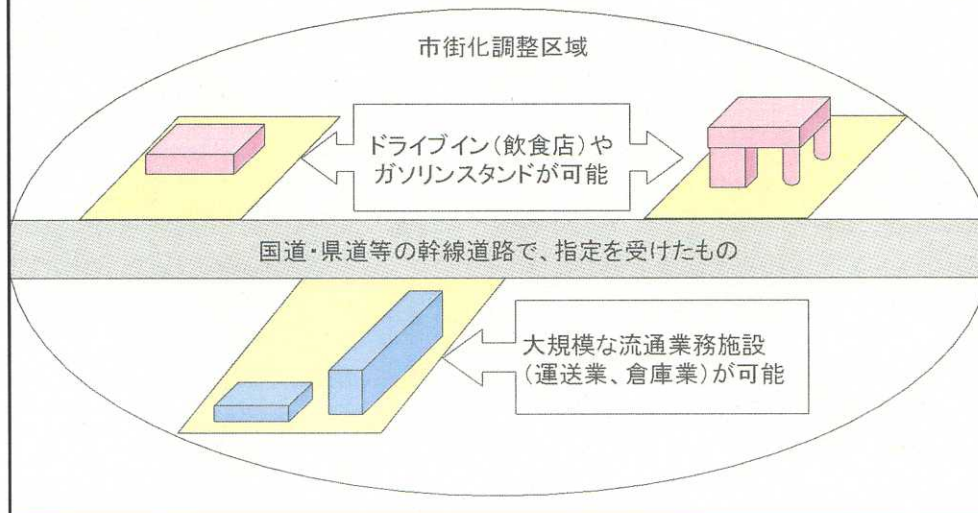 市街化調整区域
ドライブイン(飲食店)や
ガソリンスタンドが可能
国道・県道等の幹線道路で、指定を受けたもの
大規模な流通業務施設
(運送業、倉庫業)が可能